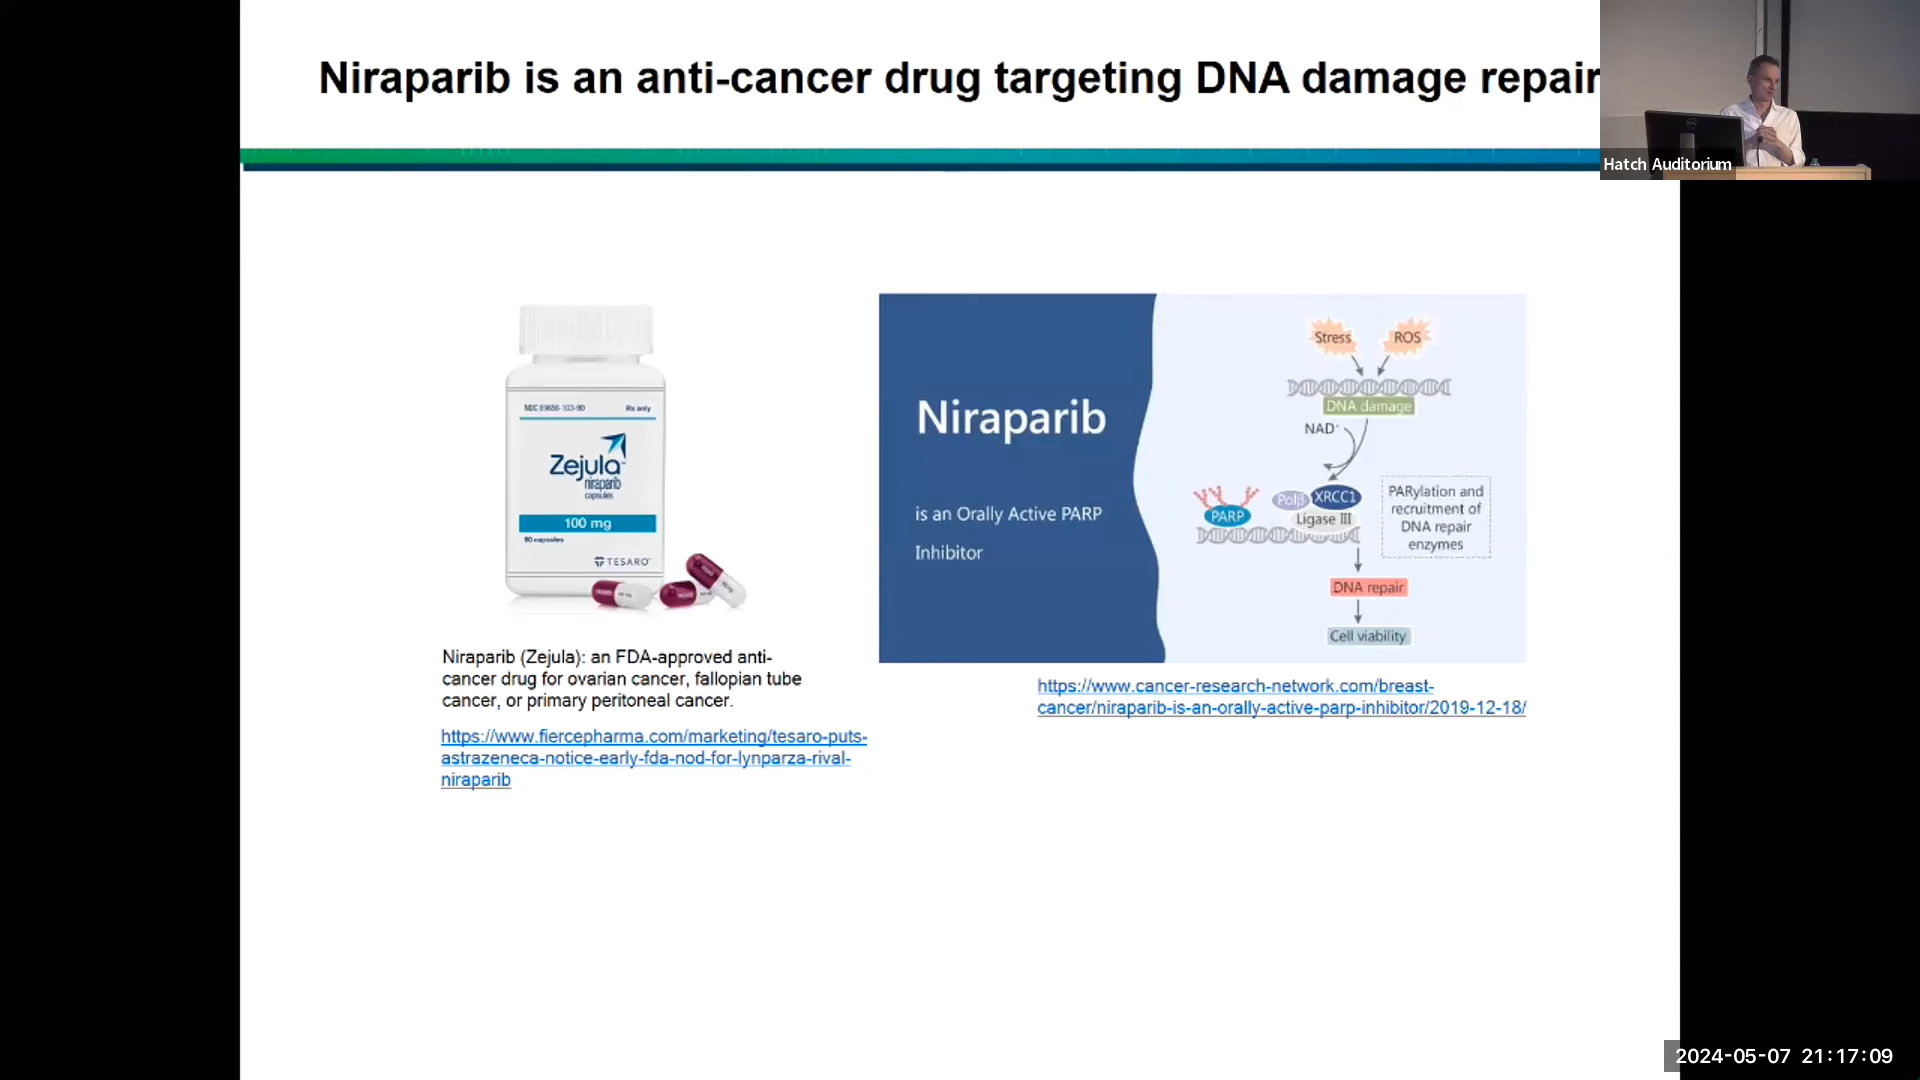 Niraparib is an anti-cancer drug targeting DNA damage repair
Hatch Auditorium
Rx only
Zejula
niraparib
capsules
100 mg
90 capsules
TESARO
Niraparib (Zejula): an FDA-approved anti-
cancer drug for ovarian cancer, fallopian tube
cancer, or primary peritoneal cancer.
https://www.fiercepharma.com/marketing/tesaro-puts-
astrazeneca-notice-early-fda-nod-for-lynparza-rival-
niraparib
Niraparib
is an Orally Active PARP
Inhibitor
Stress
ROS
DNA damage
NAD+
PARP
Polβ
XRCC1
Ligase III
PARylation and
recruitment of
DNA repair
enzymes
DNA repair
Cell viability
https://www.cancer-research-network.com/breast-
cancer/niraparib-is-an-orally-active-parp-inhibitor/2019-12-18/
2024-05-07 21:17:09